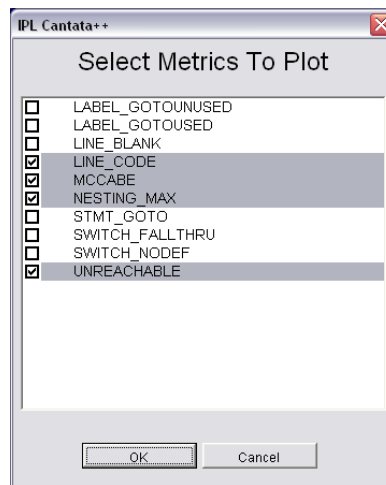 IPL Cantata++
Select Metrics To Plot
LABEL_GOTOUNUSED
LABEL_GOTOUSED
LINE_BLANK
LINE_CODE
MCCABE
NESTING_MAX
STMT_GOTO
SWITCH_FALLTHRU
SWITCH_NODEF
UNREACHABLE
OK
Cancel